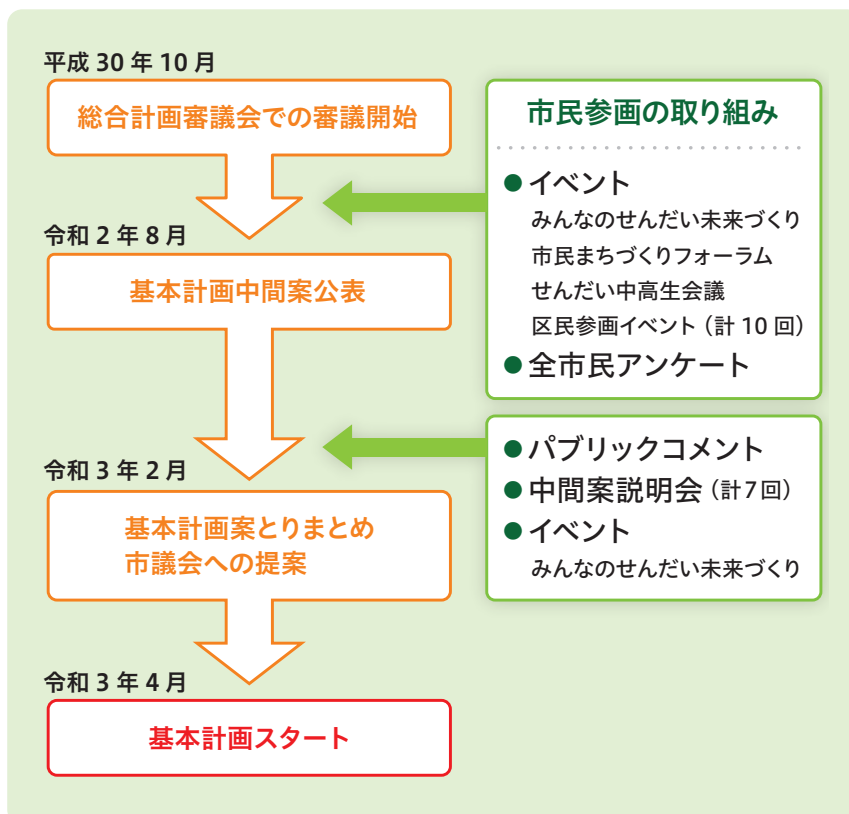 平成 30 年 10 月
総合計画審議会での審議開始
令和 2 年 8 月
基本計画中間案公表
令和 3 年 2 月
基本計画案とりまとめ
市議会への提案
令和 3 年 4 月
基本計画スタート
市民参画の取り組み
●イベント
みんなのせんだい未来づくり
市民まちづくりフォーラム
せんだい中高生会議
区民参画イベント（計 10 回）
●全市民アンケート
●パブリックコメント
●中間案説明会（計7回）
●イベント
みんなのせんだい未来づくり